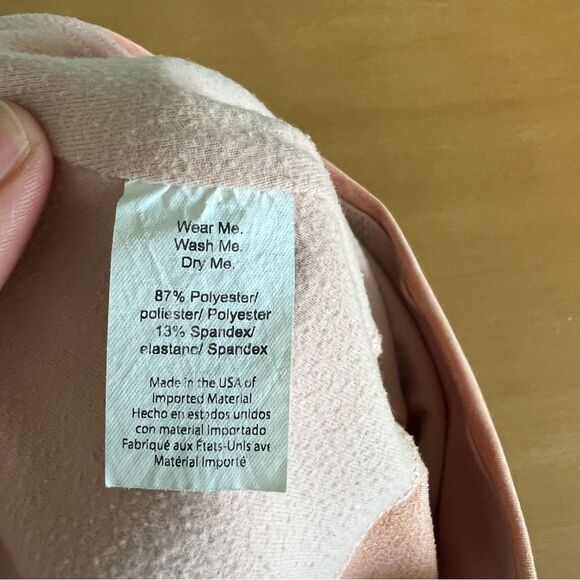 Wear Me.
Wash Me.
Dry Me.
87% Polyester/
poliester/ Polyester
13% Spandex/
elastano/ Spandex
Made in the USA of
Imported Material
Hecho en estados unidos
con material Importado
Fabriqué aux États-Unis ave
Matérial Importé